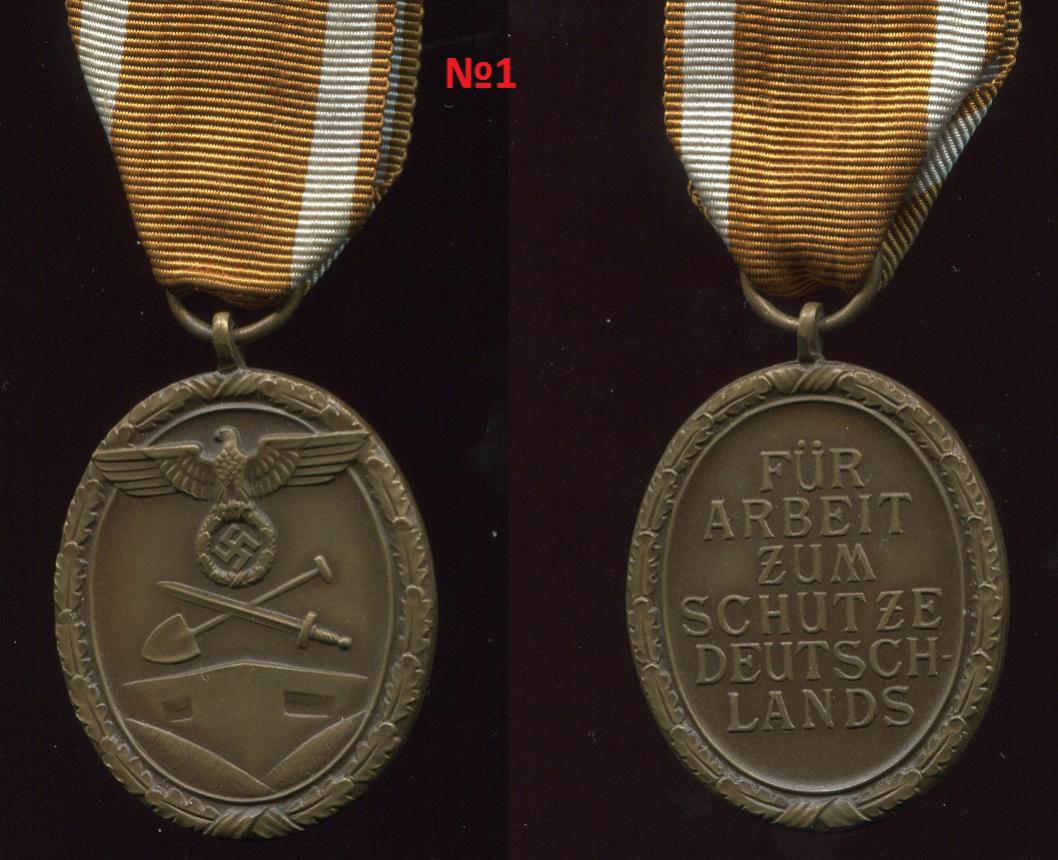 №1
FÜR
ARBEIT
ZUM
SCHUTZE
DEUTSCH-
LANDS